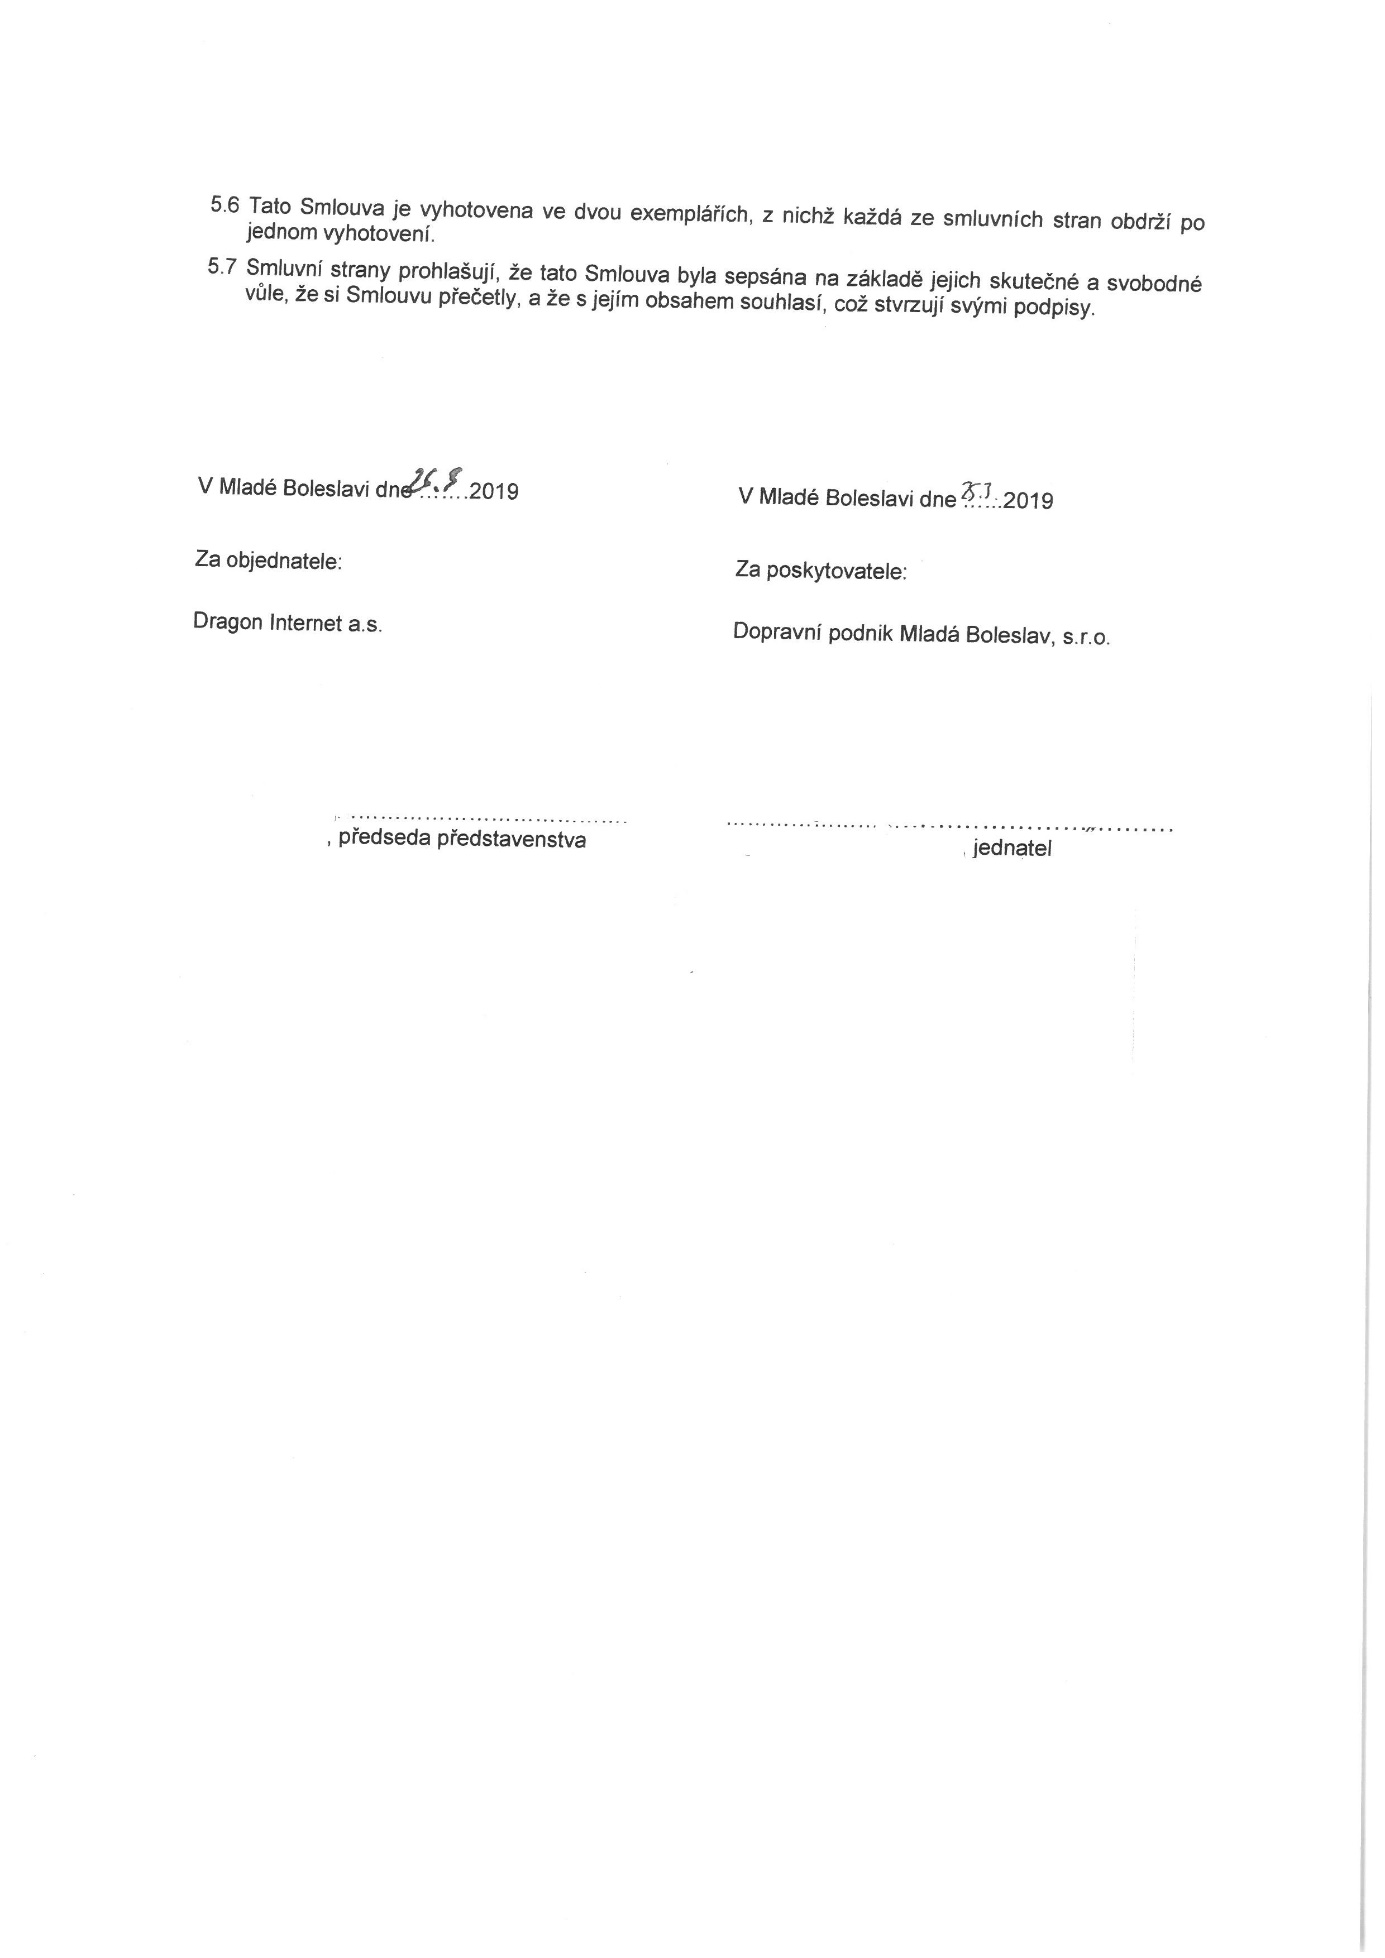 5.6 Tato Smlouva je vyhotovena ve dvou exemplářích, z nichž každá ze smluvních stran obdrží po
jednom vyhotovení.
5.7 Smluvní strany prohlašují, že tato Smlouva byla sepsána na základě jejich skutečné a svobodné
vůle, že si Smlouvu přečetly, a že s jejím obsahem souhlasí, což stvrzují svými podpisy.
V Mladé Boleslavi dne .......2019
V Mladé Boleslavi dne ......2019
Za objednatele:
Za poskytovatele:
Dragon Internet a.s.
Dopravní podnik Mladá Boleslav, s.r.o.
, předseda představenstva
, jednatel